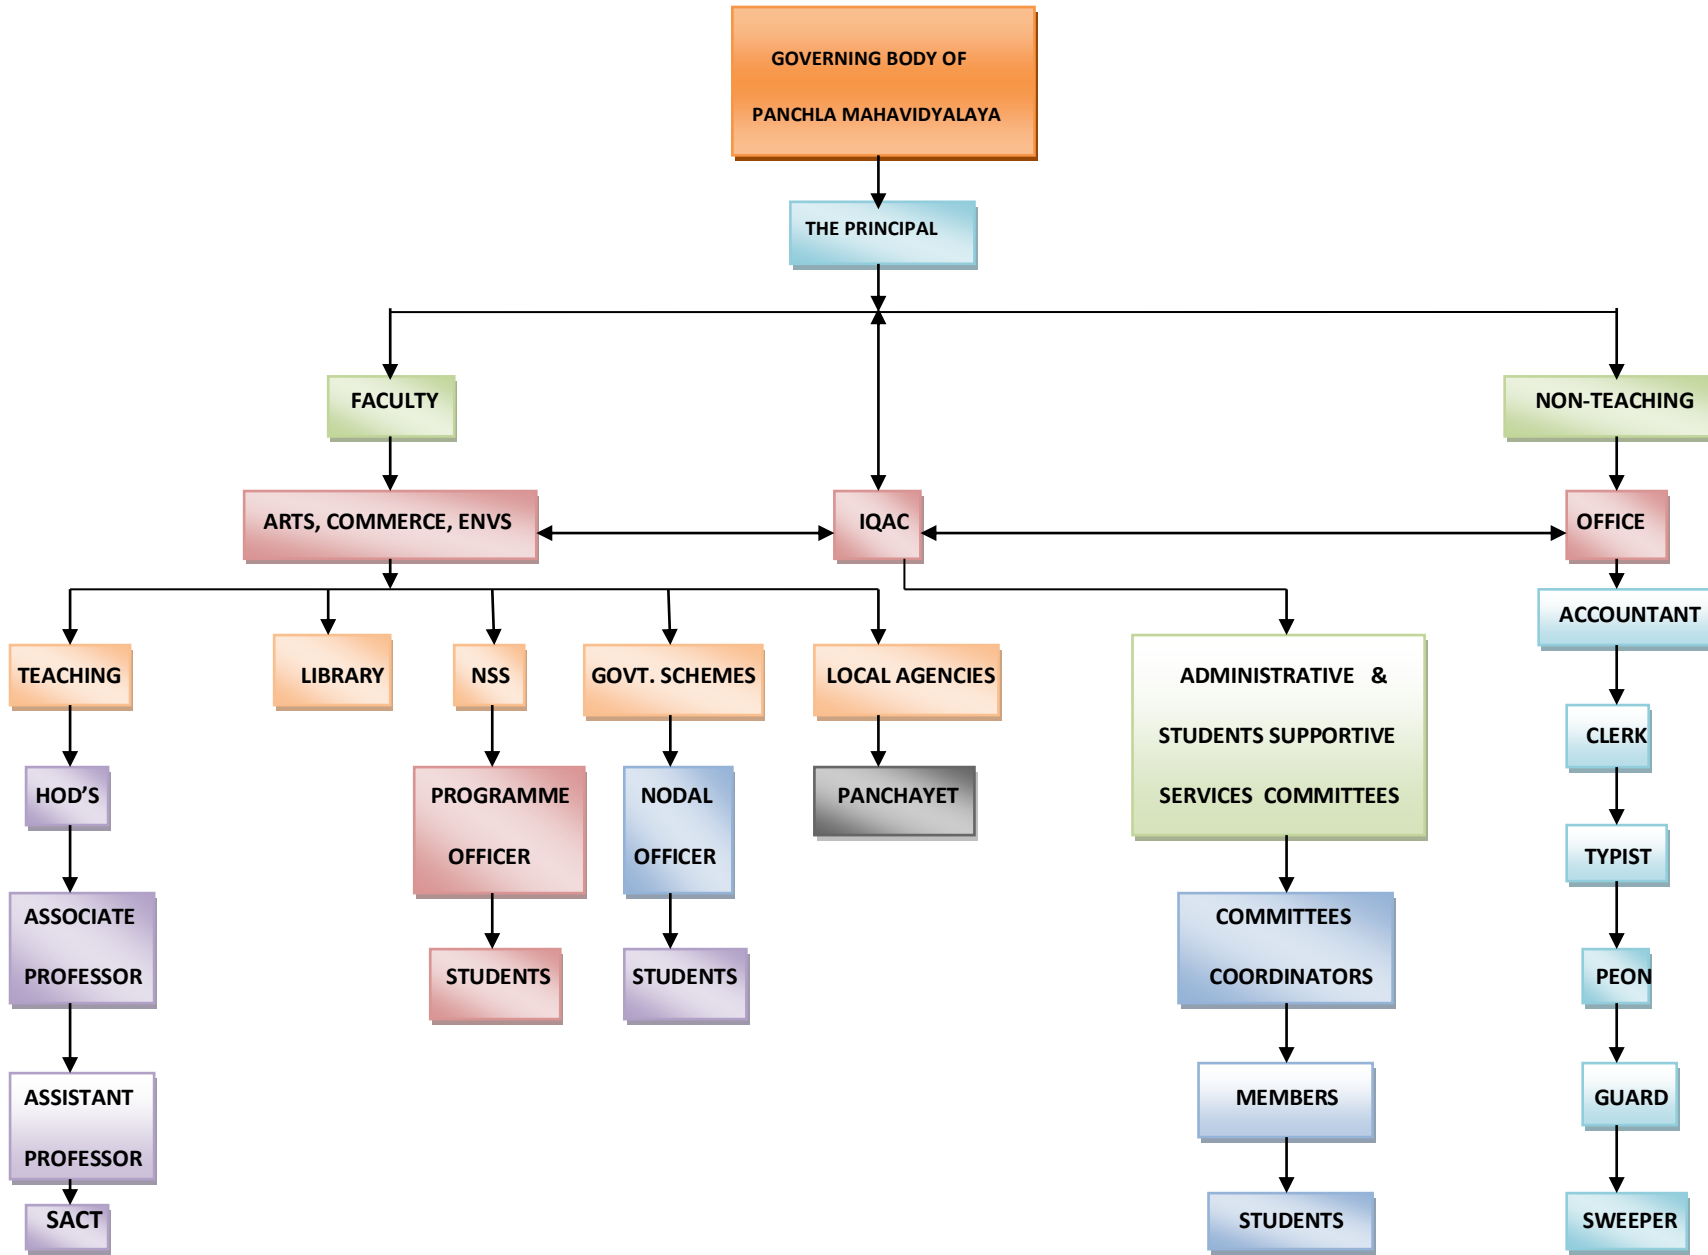 GOVERNING BODY OF
PANCHLA MAHAVIDYALAYA
THE PRINCIPAL
FACULTY
NON-TEACHING
ARTS, COMMERCE, ENVS
IQAC
OFFICE
ACCOUNTANT
TEACHING
LIBRARY
NSS
GOVT. SCHEMES
LOCAL AGENCIES
ADMINISTRATIVE &
STUDENTS SUPPORTIVE
SERVICES COMMITTEES
CLERK
HOD'S
PROGRAMME
OFFICER
NODAL
OFFICER
PANCHAYET
TYPIST
ASSOCIATE
PROFESSOR
STUDENTS
STUDENTS
COMMITTEES
COORDINATORS
PEON
ASSISTANT
PROFESSOR
MEMBERS
GUARD
SACT
STUDENTS
SWEEPER